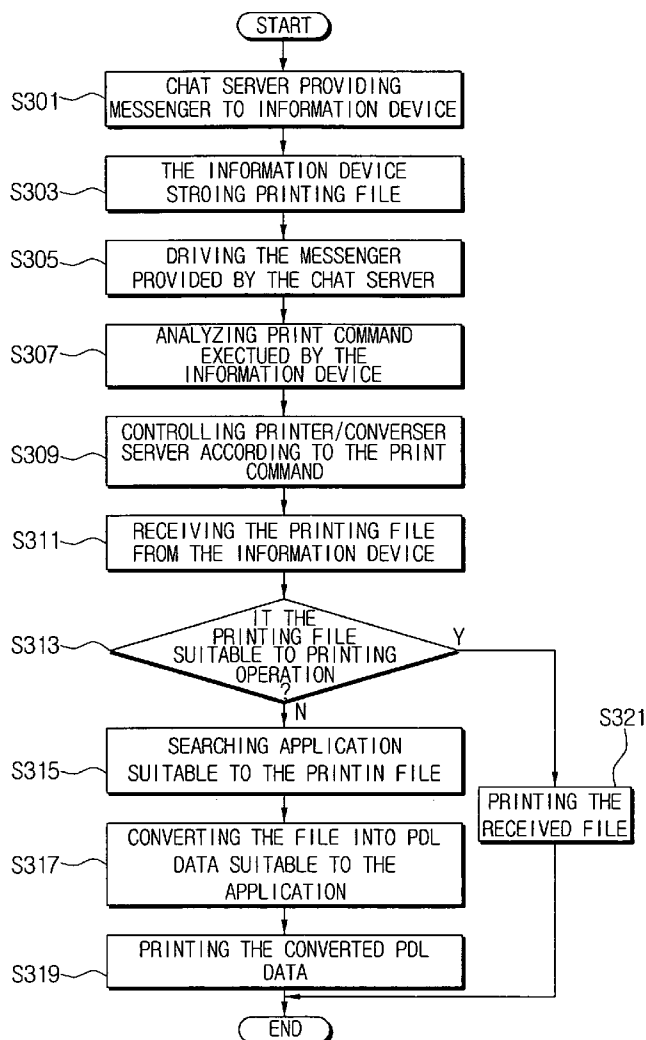 START
S301
CHAT SERVER PROVIDING
MESSENGER TO INFORMATION DEVICE
S303
THE INFORMATION DEVICE
STROING PRINTING FILE
S305
DRIVING THE MESSENGER
PROVIDED BY THE CHAT SERVER
S307
ANALYZING PRINT COMMAND
EXECTUED BY THE
INFORMATION DEVICE
S309
CONTROLLING PRINTER/CONVERSER
SERVER ACCORDING TO THE PRINT
COMMAND
S311
RECEIVING THE PRINTING FILE
FROM THE INFORMATION DEVICE
S313
IT THE
PRINTING FILE
SUITABLE TO PRINTING
OPERATION
?
Y
N
S315
SEARCHING APPLICATION
SUITABLE TO THE PRINTIN FILE
S321
PRINTING THE
RECEIVED FILE
S317
CONVERTING THE FILE INTO PDL
DATA SUITABLE TO THE
APPLICATION
S319
PRINTING THE CONVERTED PDL
DATA
END